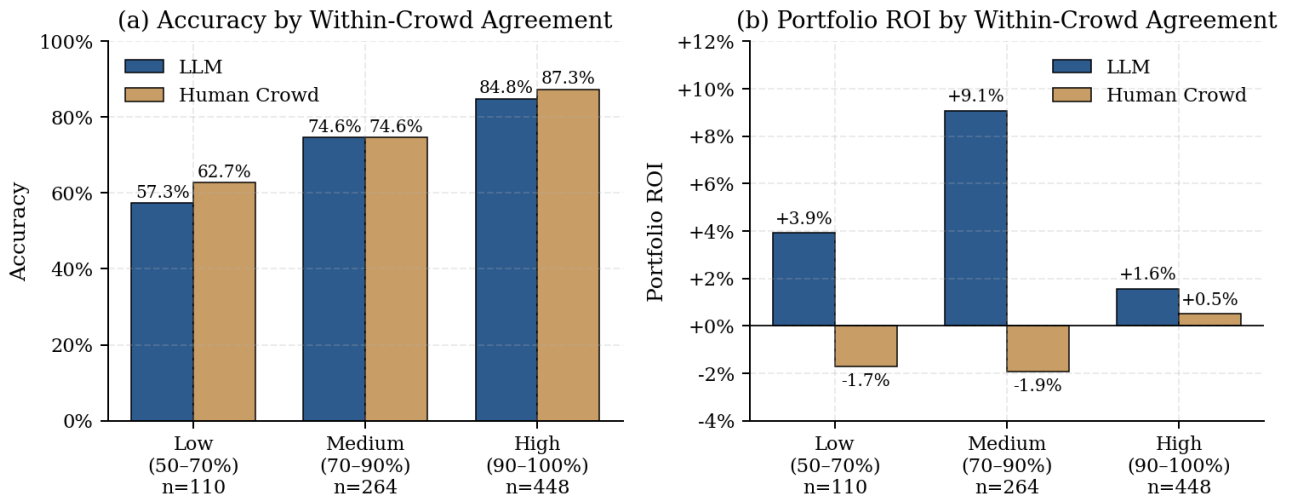 (a) Accuracy by Within-Crowd Agreement
100%
80%
60%
40%
20%
0%
Accuracy
LLM
Human Crowd
57.3%
62.7%
74.6%
74.6%
84.8%
87.3%
Low
(50–70%)
n=110
Medium
(70–90%)
n=264
High
(90–100%)
n=448
(b) Portfolio ROI by Within-Crowd Agreement
+12%
+10%
+8%
+6%
+4%
+2%
+0%
-2%
-4%
Portfolio ROI
LLM
Human Crowd
+3.9%
-1.7%
+9.1%
-1.9%
+1.6%
+0.5%
Low
(50–70%)
n=110
Medium
(70–90%)
n=264
High
(90–100%)
n=448